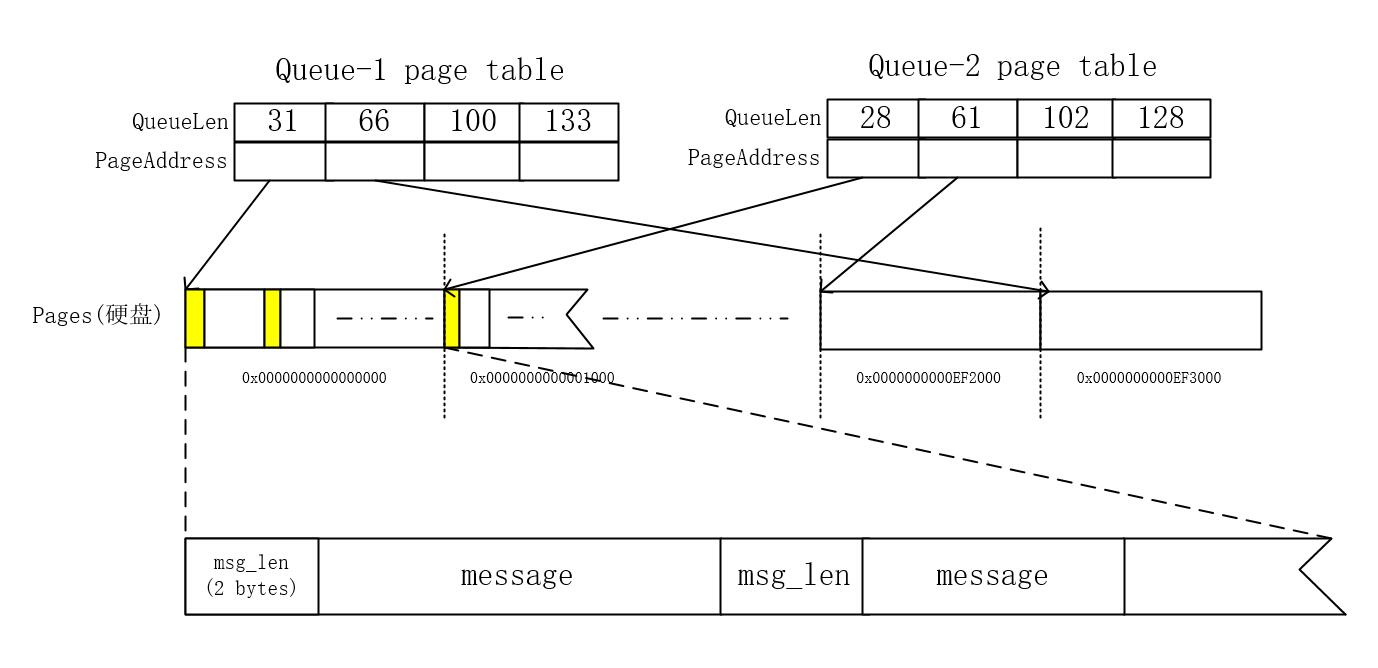 Queue-1 page table
Queue-2 page table
QueueLen 31 66 100 133
QueueLen 28 61 102 128
PageAddress
PageAddress
Pages(硬盘)
0x0000000000000000
0x0000000000001000
0x0000000000EF2000
0x0000000000EF3000
msg_len
(2 bytes)
message
msg_len
message